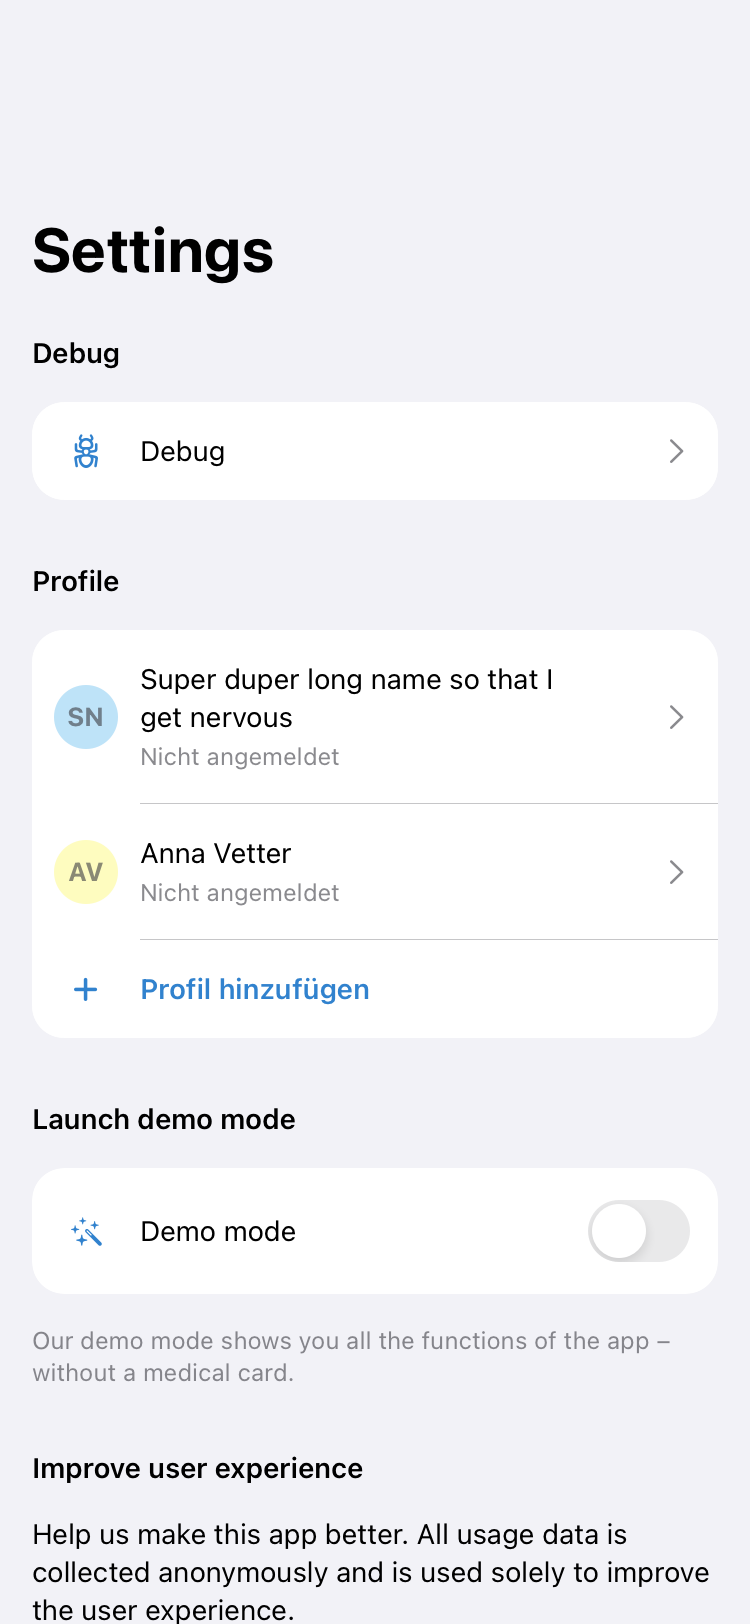 Settings
Debug
Debug
Profile
SN
Super duper long name so that I
get nervous
Nicht angemeldet
AV
Anna Vetter
Nicht angemeldet
Profil hinzufügen
Launch demo mode
Demo mode
Our demo mode shows you all the functions of the app –
without a medical card.
Improve user experience
Help us make this app better. All usage data is
collected anonymously and is used solely to improve
the user experience.